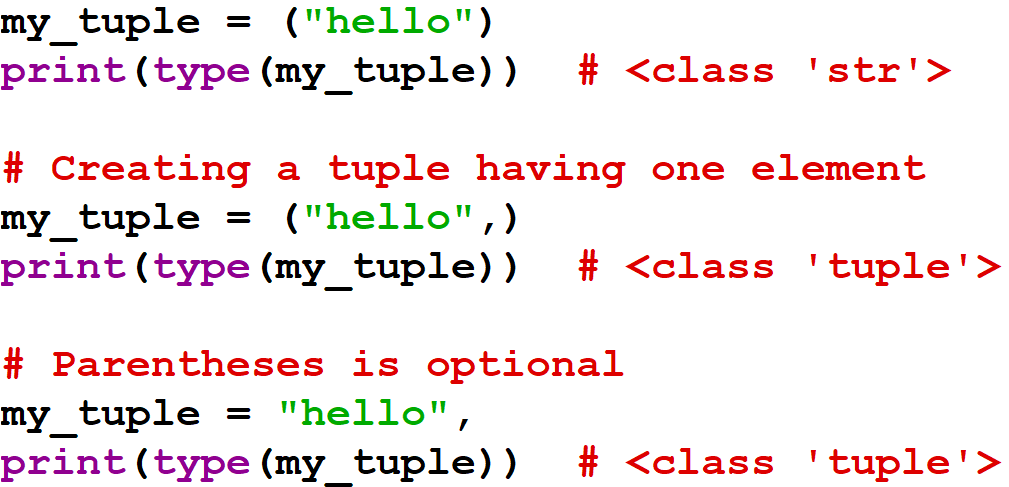 my_tuple = ("hello")
print(type(my_tuple))  # <class 'str'>
# Creating a tuple having one element
my_tuple = ("hello",)
print(type(my_tuple))  # <class 'tuple'>
# Parentheses is optional
my_tuple = "hello",
print(type(my_tuple))  # <class 'tuple'>